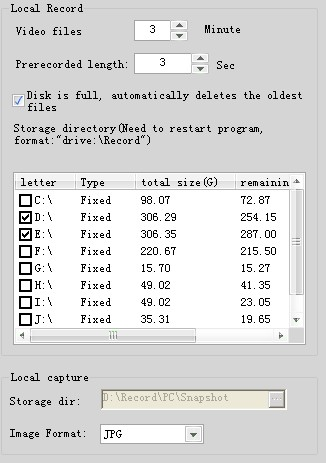 Local Record
Video files 3 Minute
Prerecorded length: 3 Sec
Disk is full, automatically deletes the oldest
files
Storage directory(Need to restart program,
format:"drive:\Record")
letter Type total size(G) remainin
C:\ Fixed 98.07 72.87
D:\ Fixed 306.29 254.15
E:\ Fixed 306.35 287.00
F:\ Fixed 220.67 215.50
G:\ Fixed 15.70 15.27
H:\ Fixed 49.02 41.35
I:\ Fixed 49.02 23.05
J:\ Fixed 35.31 19.65
Local capture
Storage dir: D:\Record\PC\Snapshot ...
Image Format: JPG